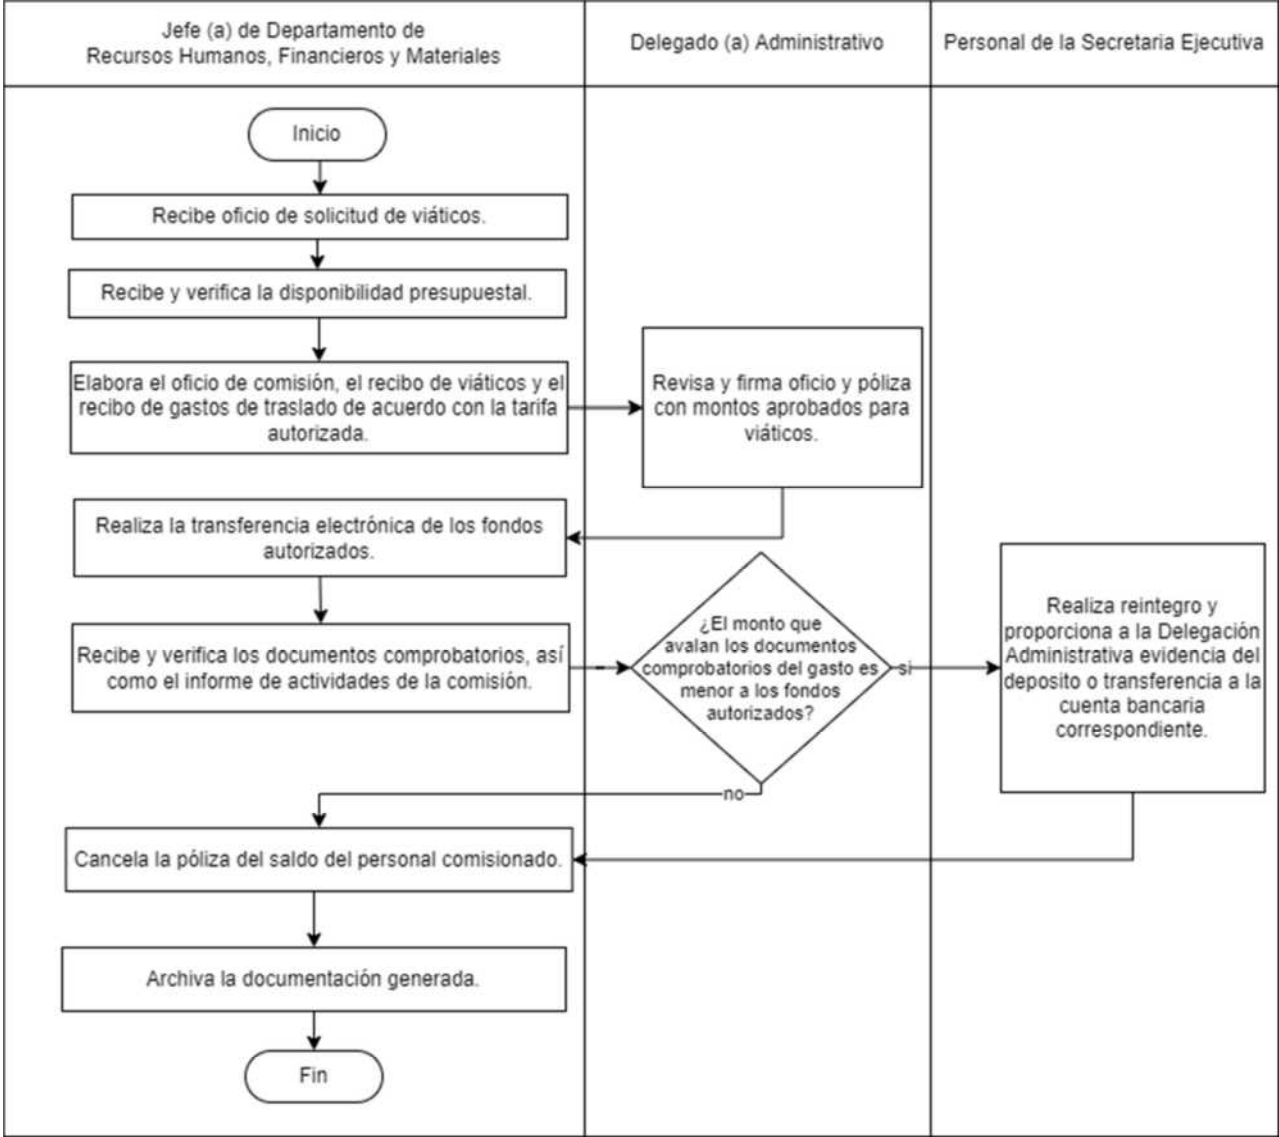 Jefe (a) de Departamento de
Recursos Humanos, Financieros y Materiales
Delegado (a) Administrativo
Personal de la Secretaria Ejecutiva
Inicio
Recibe oficio de solicitud de viáticos.
Recibe y verifica la disponibilidad presupuestal.
Elabora el oficio de comisión, el recibo de viáticos y el
recibo de gastos de traslado de acuerdo con la tarifa
autorizada.
Revisa y firma oficio y póliza
con montos aprobados para
viáticos.
Realiza la transferencia electrónica de los fondos
autorizados.
Recibe y verifica los documentos comprobatorios, así
como el informe de actividades de la comisión.
¿El monto que
avalan los documentos
comprobatorios del gasto es
menor a los fondos
autorizados?
si
Realiza reintegro y
proporciona a la Delegación
Administrativa evidencia del
deposito o transferencia a la
cuenta bancaria
correspondiente.
no
Cancela la póliza del saldo del personal comisionado.
Archiva la documentación generada.
Fin